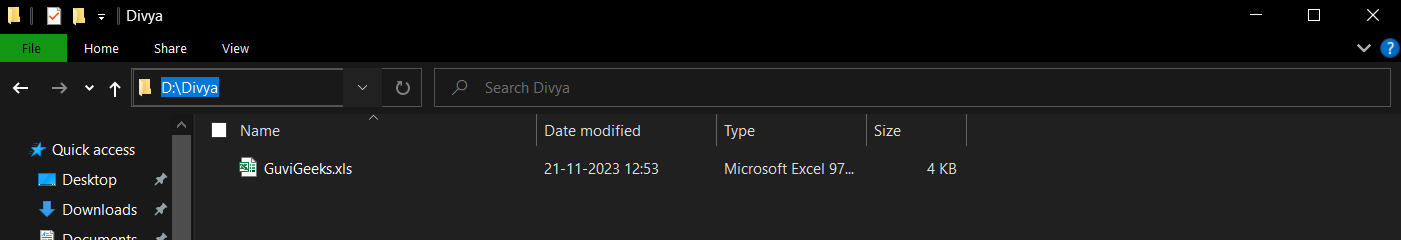 Divya
File Home Share View
D:\Divya Search Divya
Name Date modified Type Size
Quick access
GuviGeeks.xls 21-11-2023 12:53 Microsoft Excel 97... 4 KB
Desktop
Downloads
Documents